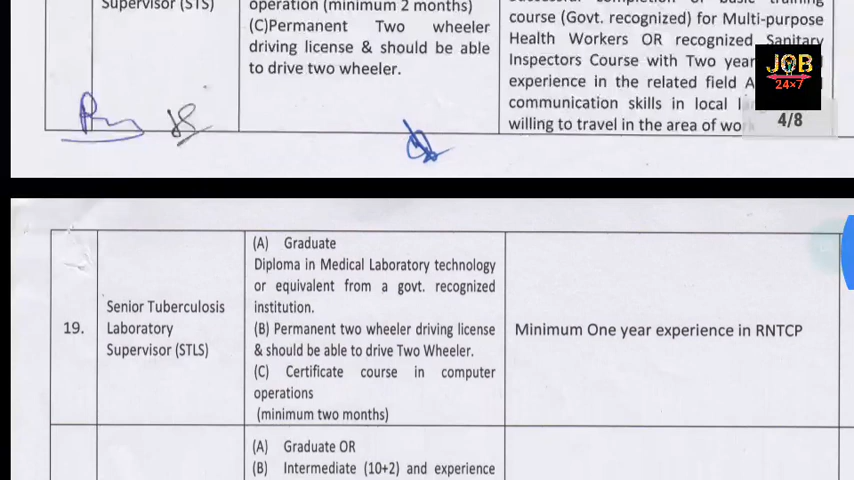 Supervisor (STS)
operation (minimum 2 months)
(C)Permanent Two wheeler
driving license & should be able
to drive two wheeler.
course (Govt. recognized) for Multi-purpose
Health Workers OR recognized Sanitary
Inspectors Course with Two year
experience in the related field
communication skills in local
willing to travel in the area of
JOB
24×7
4/8
19.
Senior Tuberculosis
Laboratory
Supervisor (STLS)
(A) Graduate
Diploma in Medical Laboratory technology
or equivalent from a govt. recognized
institution.
(B) Permanent two wheeler driving license
& should be able to drive Two Wheeler.
(C) Certificate course in computer
operations
(minimum two months)
Minimum One year experience in RNTCP
(A) Graduate OR
(B) Intermediate (10+2) and experience